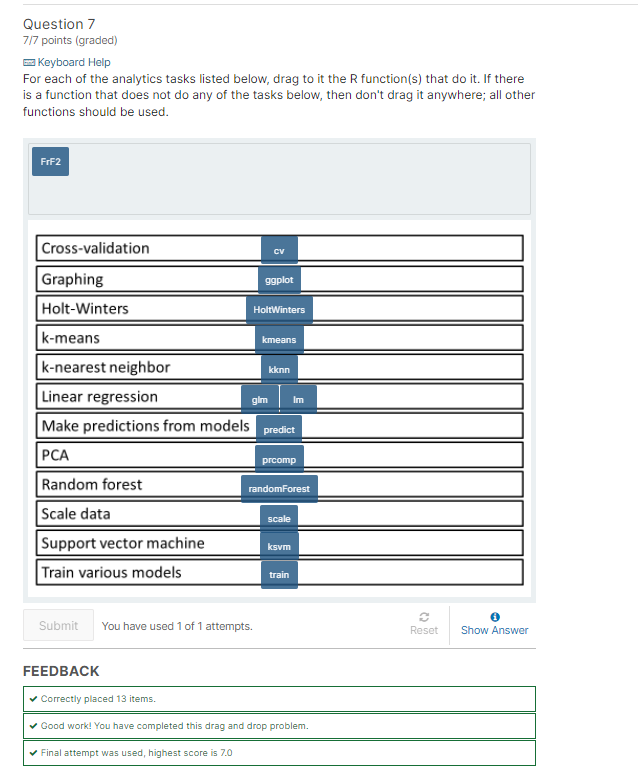 Question 7
7/7 points (graded)
Keyboard Help
For each of the analytics tasks listed below, drag to it the R function(s) that do it. If there
is a function that does not do any of the tasks below, then don't drag it anywhere; all other
functions should be used.
FrF2
Cross-validation cv
Graphing ggplot
Holt-Winters HoltWinters
k-means kmeans
k-nearest neighbor kknn
Linear regression glm lm
Make predictions from models predict
PCA prcomp
Random forest randomForest
Scale data scale
Support vector machine ksvm
Train various models train
Submit You have used 1 of 1 attempts. Reset Show Answer
FEEDBACK
✔ Correctly placed 13 items.
✔ Good work! You have completed this drag and drop problem.
✔ Final attempt was used, highest score is 7.0